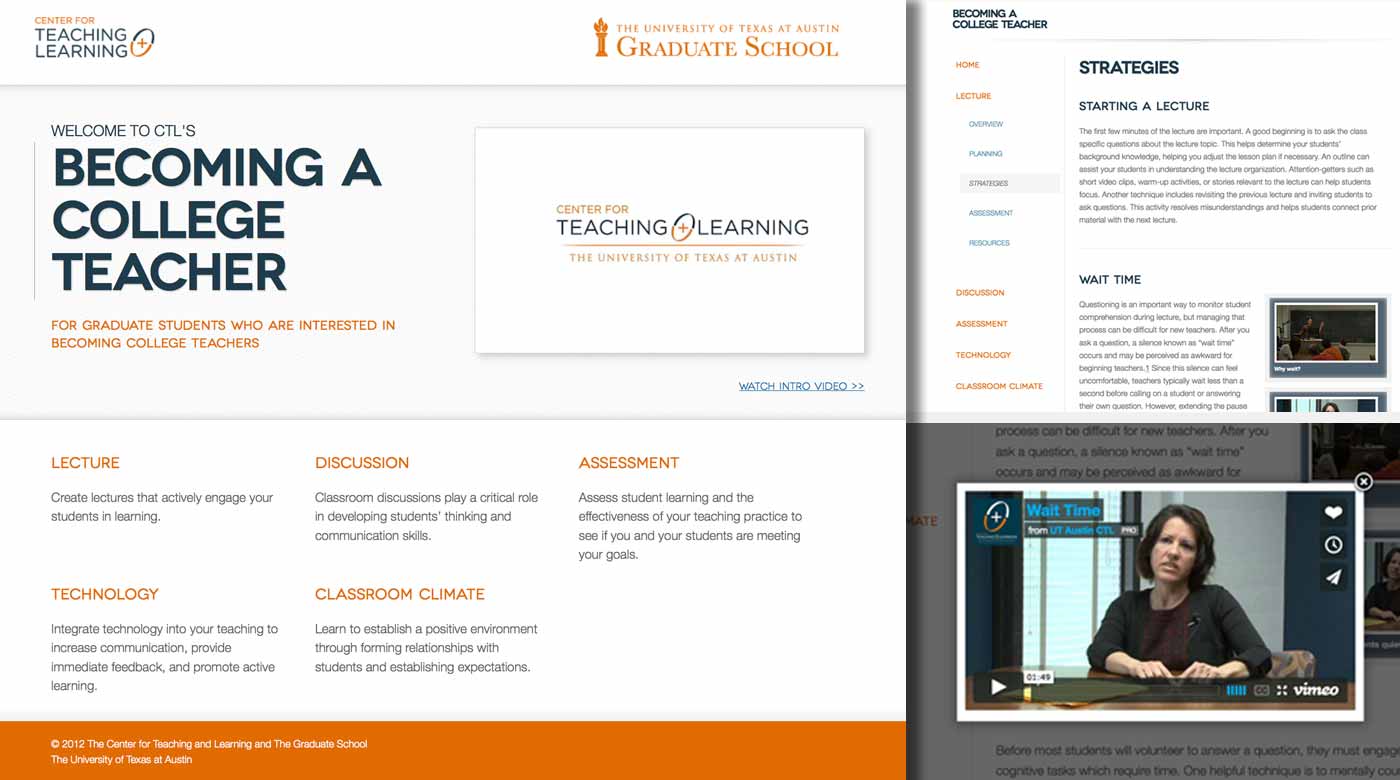 CENTER FOR
TEACHING
LEARNING
THE UNIVERSITY OF TEXAS AT AUSTIN
GRADUATE SCHOOL
WELCOME TO CTL'S
BECOMING A
COLLEGE
TEACHER
FOR GRADUATE STUDENTS WHO ARE INTERESTED IN
BECOMING COLLEGE TEACHERS
CENTER FOR
TEACHING LEARNING
THE UNIVERSITY OF TEXAS AT AUSTIN
WATCH INTRO VIDEO >>
LECTURE
Create lectures that actively engage your
students in learning.
DISCUSSION
Classroom discussions play a critical role
in developing students' thinking and
communication skills.
ASSESSMENT
Assess student learning and the
effectiveness of your teaching practice to
see if you and your students are meeting
your goals.
TECHNOLOGY
Integrate technology into your teaching to
increase communication, provide
immediate feedback, and promote active
learning.
CLASSROOM CLIMATE
Learn to establish a positive environment
through forming relationships with
students and establishing expectations.
© 2012 The Center for Teaching and Learning and The Graduate School
The University of Texas at Austin
BECOMING A
COLLEGE TEACHER
HOME
LECTURE
OVERVIEW
PLANNING
STRATEGIES
ASSESSMENT
RESOURCES
DISCUSSION
ASSESSMENT
TECHNOLOGY
CLASSROOM CLIMATE
STRATEGIES
STARTING A LECTURE
The first few minutes of the lecture are important. A good beginning is to ask the class
specific questions about the lecture topic. This helps determine your students'
background knowledge, helping you adjust the lesson plan if necessary. An outline can
assist your students in understanding the lecture organization. Attention-getters such as
short video clips, warm-up activities, or stories relevant to the lecture can help students
focus. Another technique includes revisiting the previous lecture and inviting students to
ask questions. This activity resolves misunderstandings and helps students connect prior
material with the next lecture.
WAIT TIME
Questioning is an important way to monitor student
comprehension during lecture, but managing that
process can be difficult for new teachers. After you
ask a question, a silence known as "wait time"
occurs and may be perceived as awkward for
beginning teachers.1 Since this silence can feel
uncomfortable, teachers typically wait less than a
second before calling on a student or answering
their own question. However, extending the pause
Why wait?
process can be difficult for new teachers. After you
ask a question, a silence known as "wait time"
occurs and may be perceived as awkward for
MATE
Wait Time
from UT Austin CTL PRO
01:49
CC
vimeo
Before most students will volunteer to answer a question, they must engage
cognitive tasks which require time. One helpful technique is to mentally